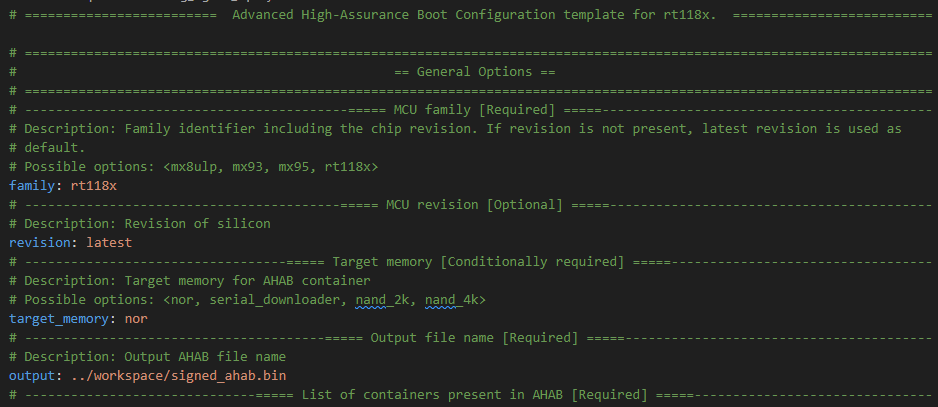 # =========================  Advanced High-Assurance Boot Configuration template for rt118x.  ==========================
# ======================================================================================================================
# == General Options ==
# ======================================================================================================================
# ------------------------------------------===== MCU family [Required] =====-------------------------------------------
# Description: Family identifier including the chip revision. If revision is not present, latest revision is used as
# default.
# Possible options: <mx8ulp, mx93, mx95, rt118x>
family: rt118x
# -----------------------------------------===== MCU revision [Optional] =====------------------------------------------
# Description: Revision of silicon
revision: latest
# ----------------------------------===== Target memory [Conditionally required] =====----------------------------------
# Description: Target memory for AHAB container
# Possible options: <nor, serial_downloader, nand_2k, nand_4k>
target_memory: nor
# ---------------------------------------===== Output file name [Required] =====----------------------------------------
# Description: Output AHAB file name
output: ../workspace/signed_ahab.bin
# ------------------------------===== List of containers present in AHAB [Required] =====-------------------------------